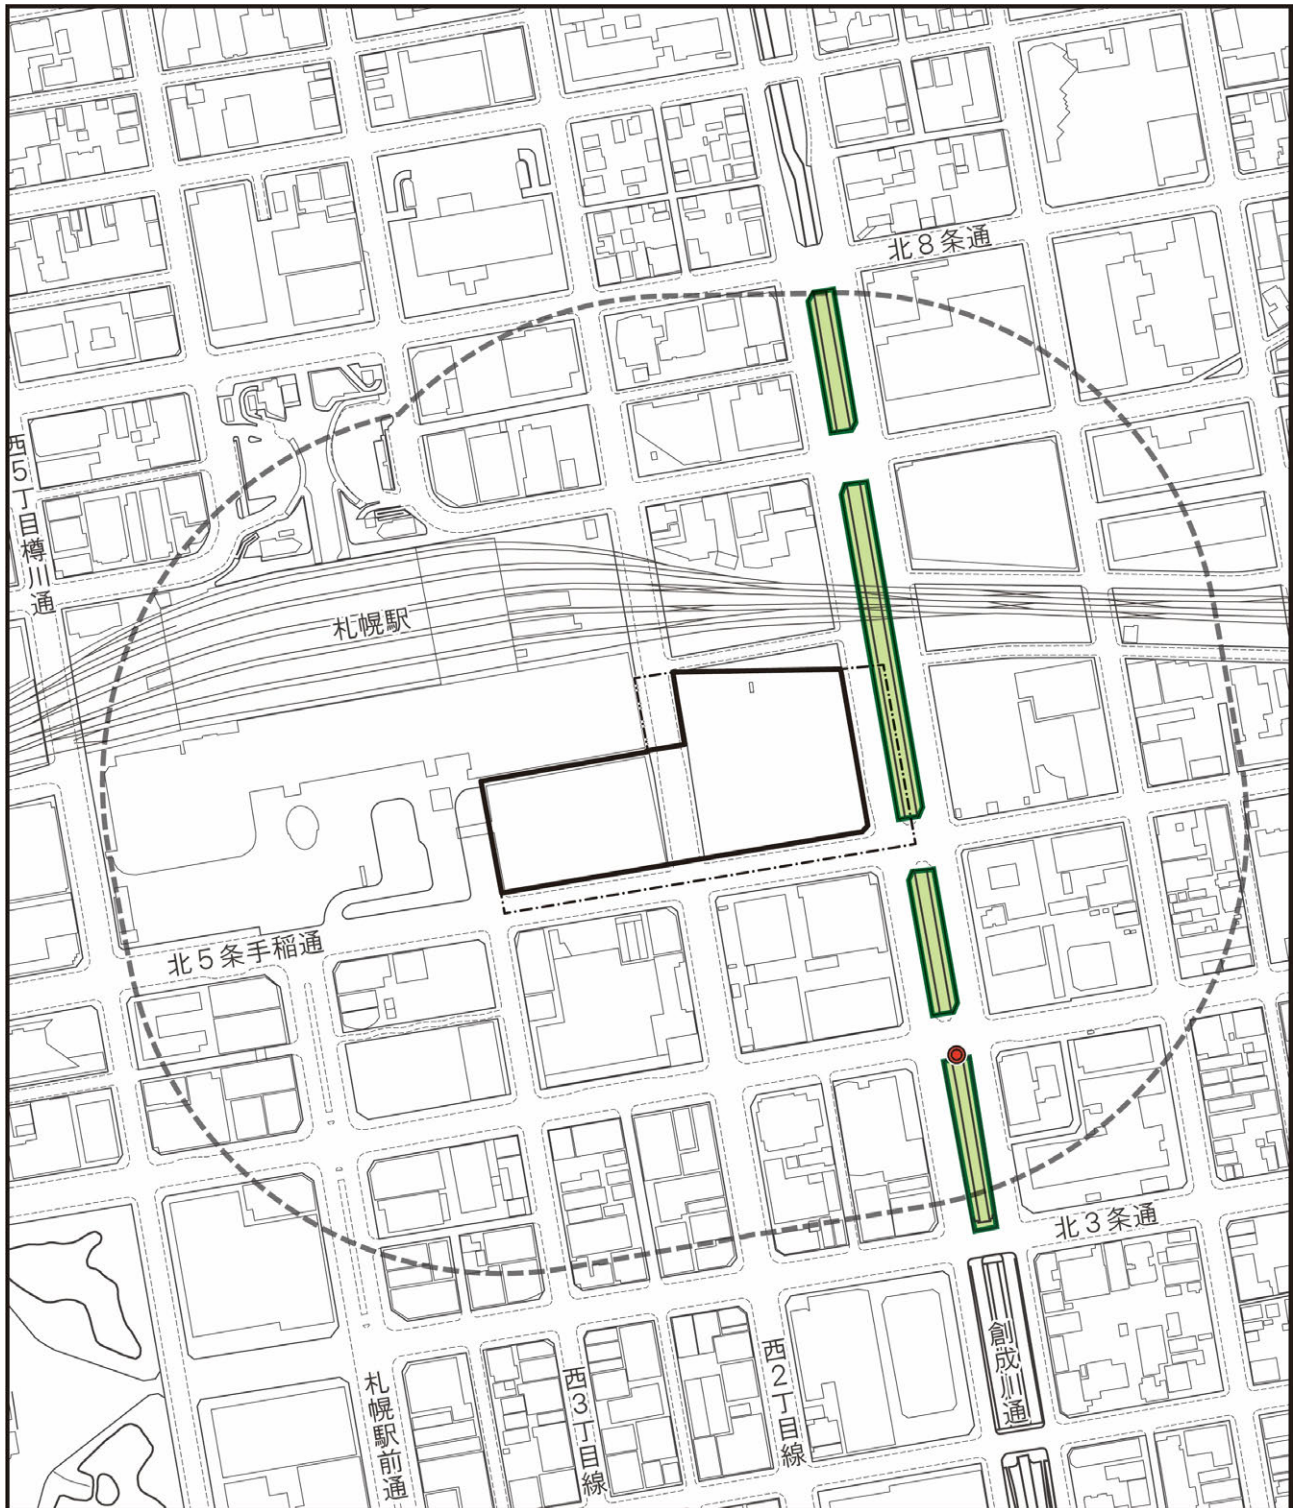 北8条通
西5丁目樽川通
札幌駅
北5条手稲通
北3条通
創成川通
西2丁目線
西3丁目線
札幌駅前通